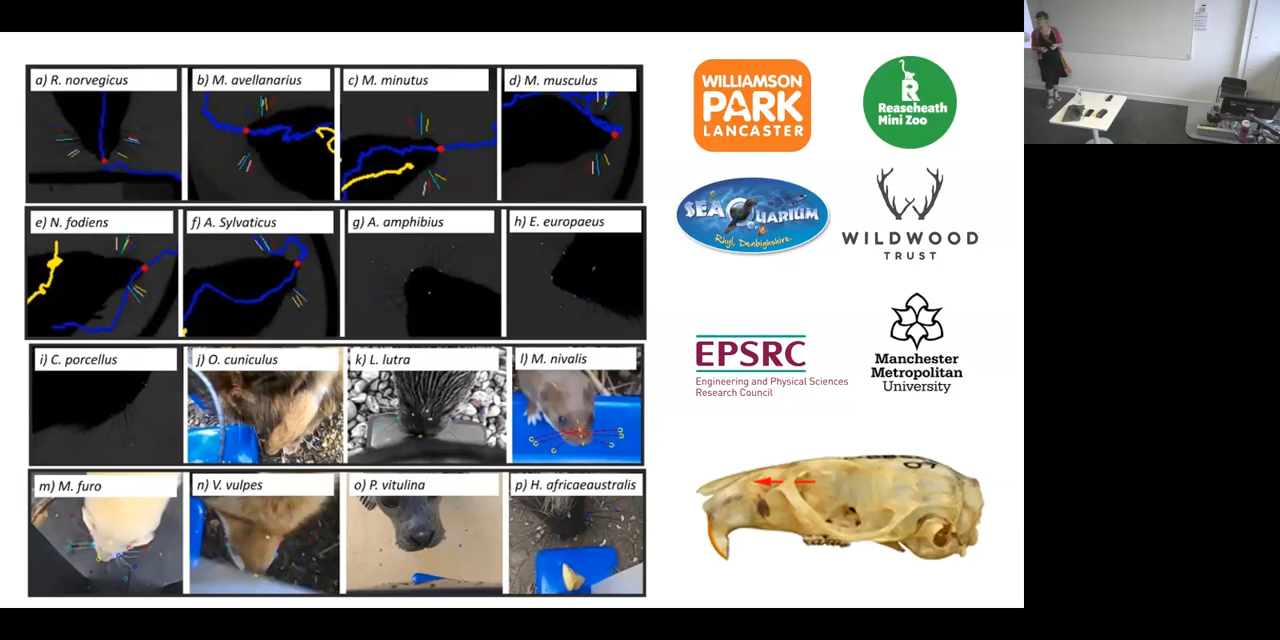 a) R. norvegicus
b) M. avellanarius
c) M. minutus
d) M. musculus
e) N. fodiens
f) A. Sylvaticus
g) A. amphibius
h) E. europaeus
i) C. porcellus
j) O. cuniculus
k) L. lutra
l) M. nivalis
m) M. furo
n) V. vulpes
o) P. vitulina
p) H. africaeaustralis
WILLIAMSON
PARK
LANCASTER
R
Reaseheath
Mini Zoo
SEAQUARIUM
Rhyl, Denbighshire.
WILDWOOD
TRUST
EPSRC
Engineering and Physical Sciences
Research Council
Manchester
Metropolitan
University